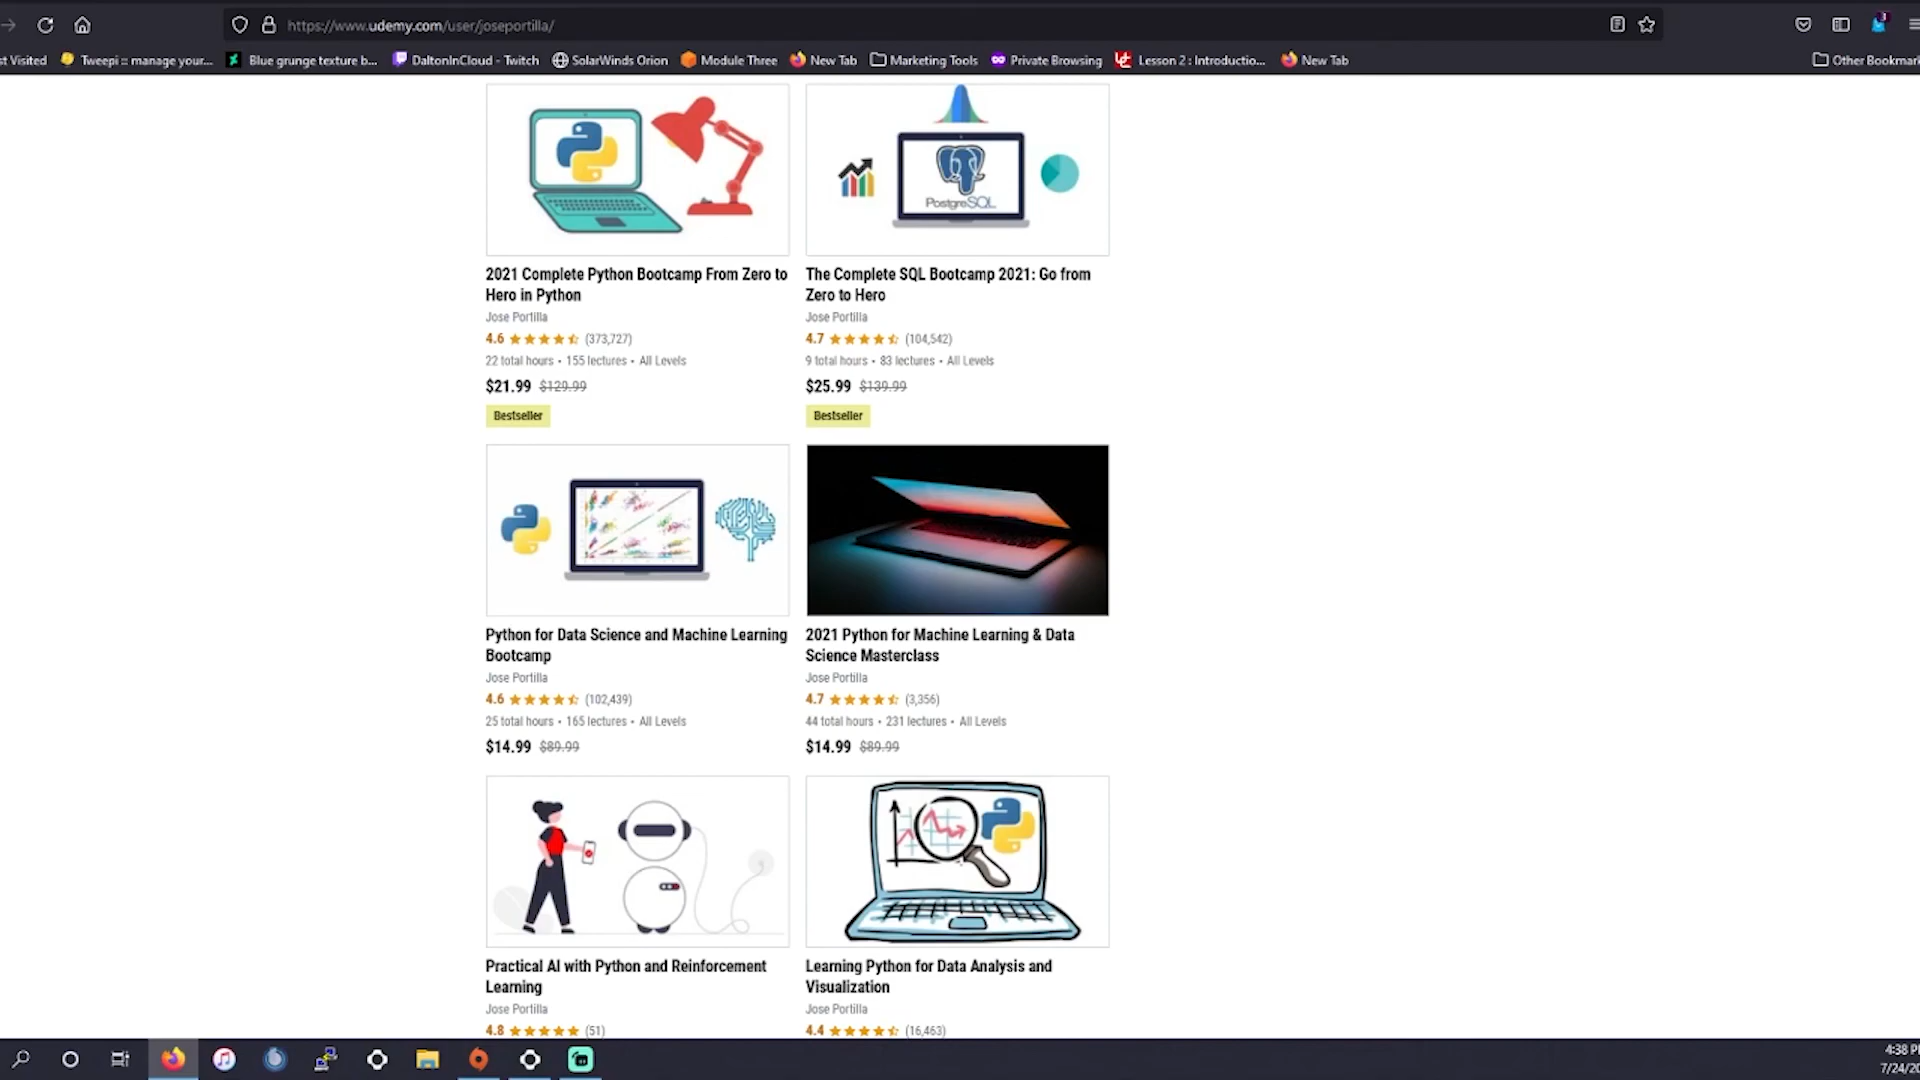 https://www.udemy.com/user/joseportilla/
st Visited
Tweepi :: manage your...
Blue grunge texture b...
DaltonInCloud - Twitch
SolarWinds Orion
Module Three
New Tab
Marketing Tools
Private Browsing
Lesson 2 : Introductio...
New Tab
Other Bookmar
PostgreSQL
2021 Complete Python Bootcamp From Zero to
Hero in Python
Jose Portilla
4.6 (373,727)
22 total hours • 155 lectures • All Levels
$21.99 $129.99
Bestseller
The Complete SQL Bootcamp 2021: Go from
Zero to Hero
Jose Portilla
4.7 (104,542)
9 total hours • 83 lectures • All Levels
$25.99 $139.99
Bestseller
Python for Data Science and Machine Learning
Bootcamp
Jose Portilla
4.6 (102,439)
25 total hours • 165 lectures • All Levels
$14.99 $89.99
2021 Python for Machine Learning & Data
Science Masterclass
Jose Portilla
4.7 (3,356)
44 total hours • 231 lectures • All Levels
$14.99 $89.99
Practical AI with Python and Reinforcement
Learning
Jose Portilla
4.8 (51)
Learning Python for Data Analysis and
Visualization
Jose Portilla
4.4 (16,463)
4:38 P
7/24/20